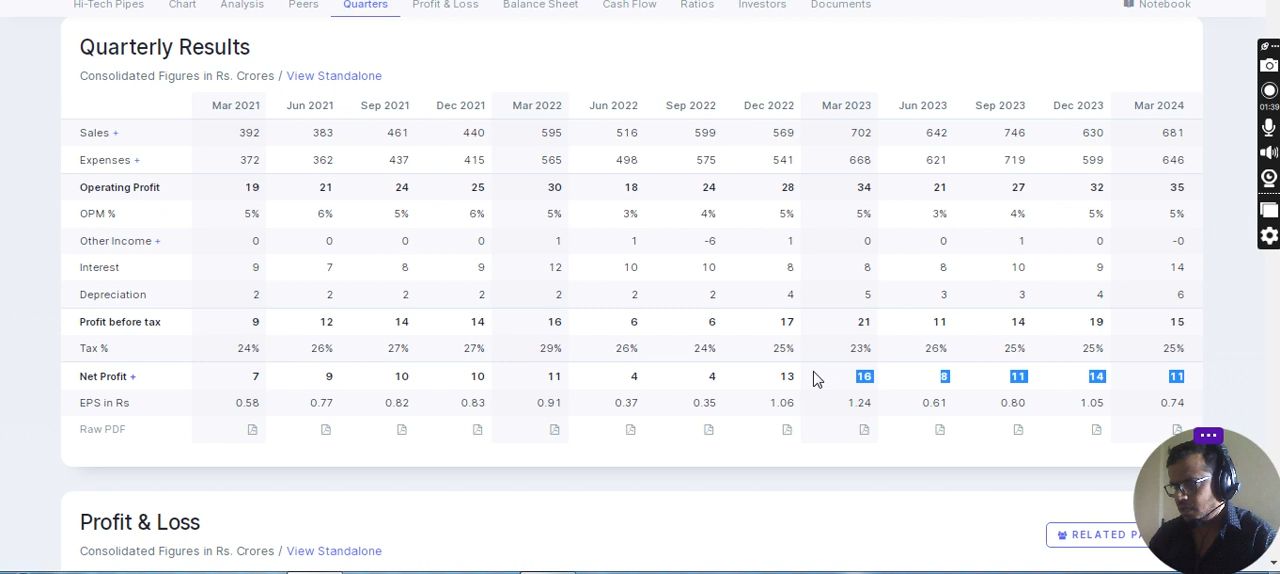 Hi-Tech Pipes Chart Analysis Peers Quarters Profit & Loss Balance Sheet Cash Flow Ratios Investors Documents Notebook
Quarterly Results
Consolidated Figures in Rs. Crores / View Standalone
Mar 2021 Jun 2021 Sep 2021 Dec 2021 Mar 2022 Jun 2022 Sep 2022 Dec 2022 Mar 2023 Jun 2023 Sep 2023 Dec 2023 Mar 2024
Sales + 392 383 461 440 595 516 599 569 702 642 746 630 681
Expenses + 372 362 437 415 565 498 575 541 668 621 719 599 646
Operating Profit 19 21 24 25 30 18 24 28 34 21 27 32 35
OPM % 5% 6% 5% 6% 5% 3% 4% 5% 5% 3% 4% 5% 5%
Other Income + 0 0 0 0 1 1 -6 1 0 0 1 0 -0
Interest 9 7 8 9 12 10 10 8 8 8 10 9 14
Depreciation 2 2 2 2 2 2 2 4 5 3 3 4 6
Profit before tax 9 12 14 14 16 6 6 17 21 11 14 19 15
Tax % 24% 26% 27% 27% 29% 26% 24% 25% 23% 26% 25% 25% 25%
Net Profit + 7 9 10 10 11 4 4 13 16 8 11 14 11
EPS in Rs 0.58 0.77 0.82 0.83 0.91 0.37 0.35 1.06 1.24 0.61 0.80 1.05 0.74
Raw PDF
Profit & Loss
Consolidated Figures in Rs. Crores / View Standalone
RELATED
01:39